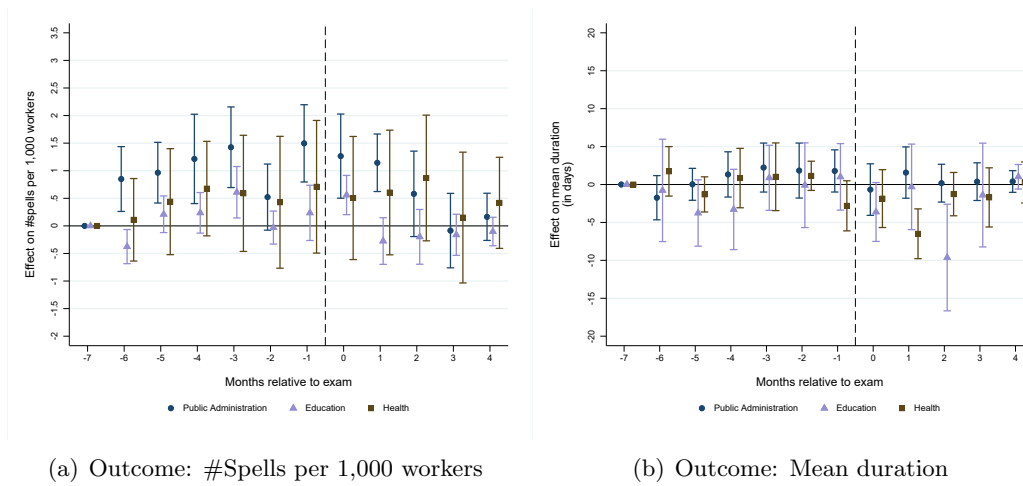 Effect on #spells per 1,000 workers
3.5
3
2.5
2
1.5
1
.5
0
-.5
-1
-1.5
-2
-7 -6 -5 -4 -3 -2 -1 0 1 2 3 4
Months relative to exam
Public Administration Education Health
(a) Outcome: #Spells per 1,000 workers
Effect on mean duration
(in days)
20
15
10
5
0
-5
-10
-15
-20
-7 -6 -5 -4 -3 -2 -1 0 1 2 3 4
Months relative to exam
Public Administration Education Health
(b) Outcome: Mean duration